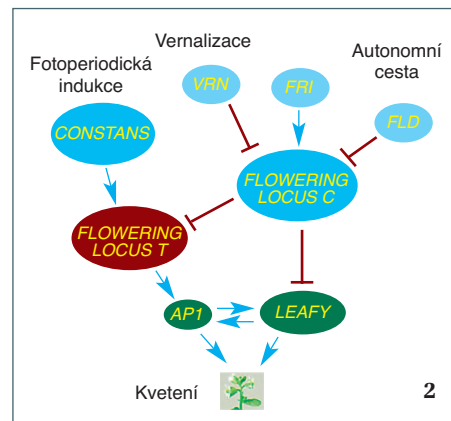 Vernalizace
Autonomní
cesta
Fotoperiodická
indukce
VRN
FRI
FLD
CONSTANS
FLOWERING
LOCUS C
FLOWERING
LOCUS T
AP1
LEAFY
Kvetení
2